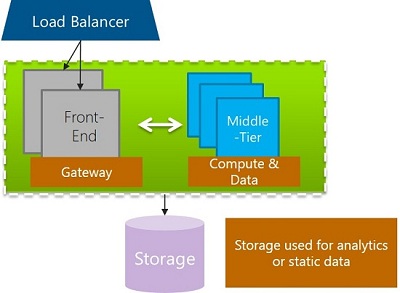 Load Balancer
Front-
End
Middle
-Tier
Gateway
Compute &
Data
Storage
Storage used for analytics
or static data